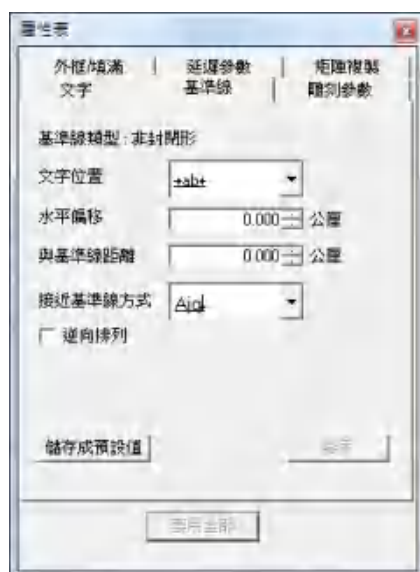 屬性表
外框/填滿 延遲參數 矩陣複製
文字 基準線 雕刻參數
基準線類型:非封閉形
文字位置 +ab+
水平偏移 0.000 公厘
與基準線距離 0.000 公厘
接近基準線方式 Ajq
逆向排列
儲存成預設值
套用全部